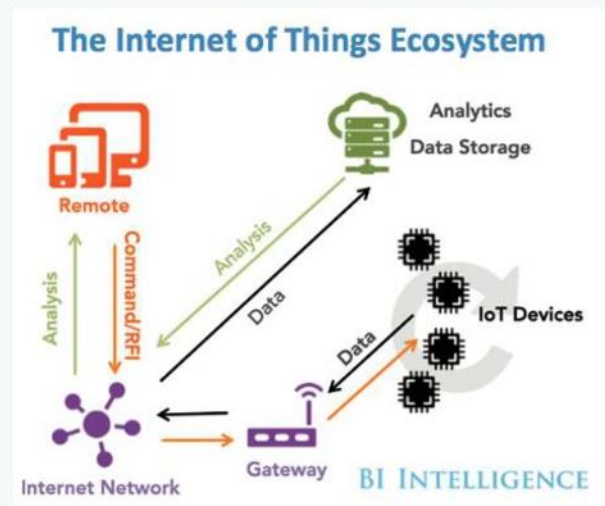 The Internet of Things Ecosystem
Analytics
Data Storage
Remote
Analysis
Command/RFI
Analysis
Data
IoT Devices
Data
Gateway
Internet Network
BI INTELLIGENCE